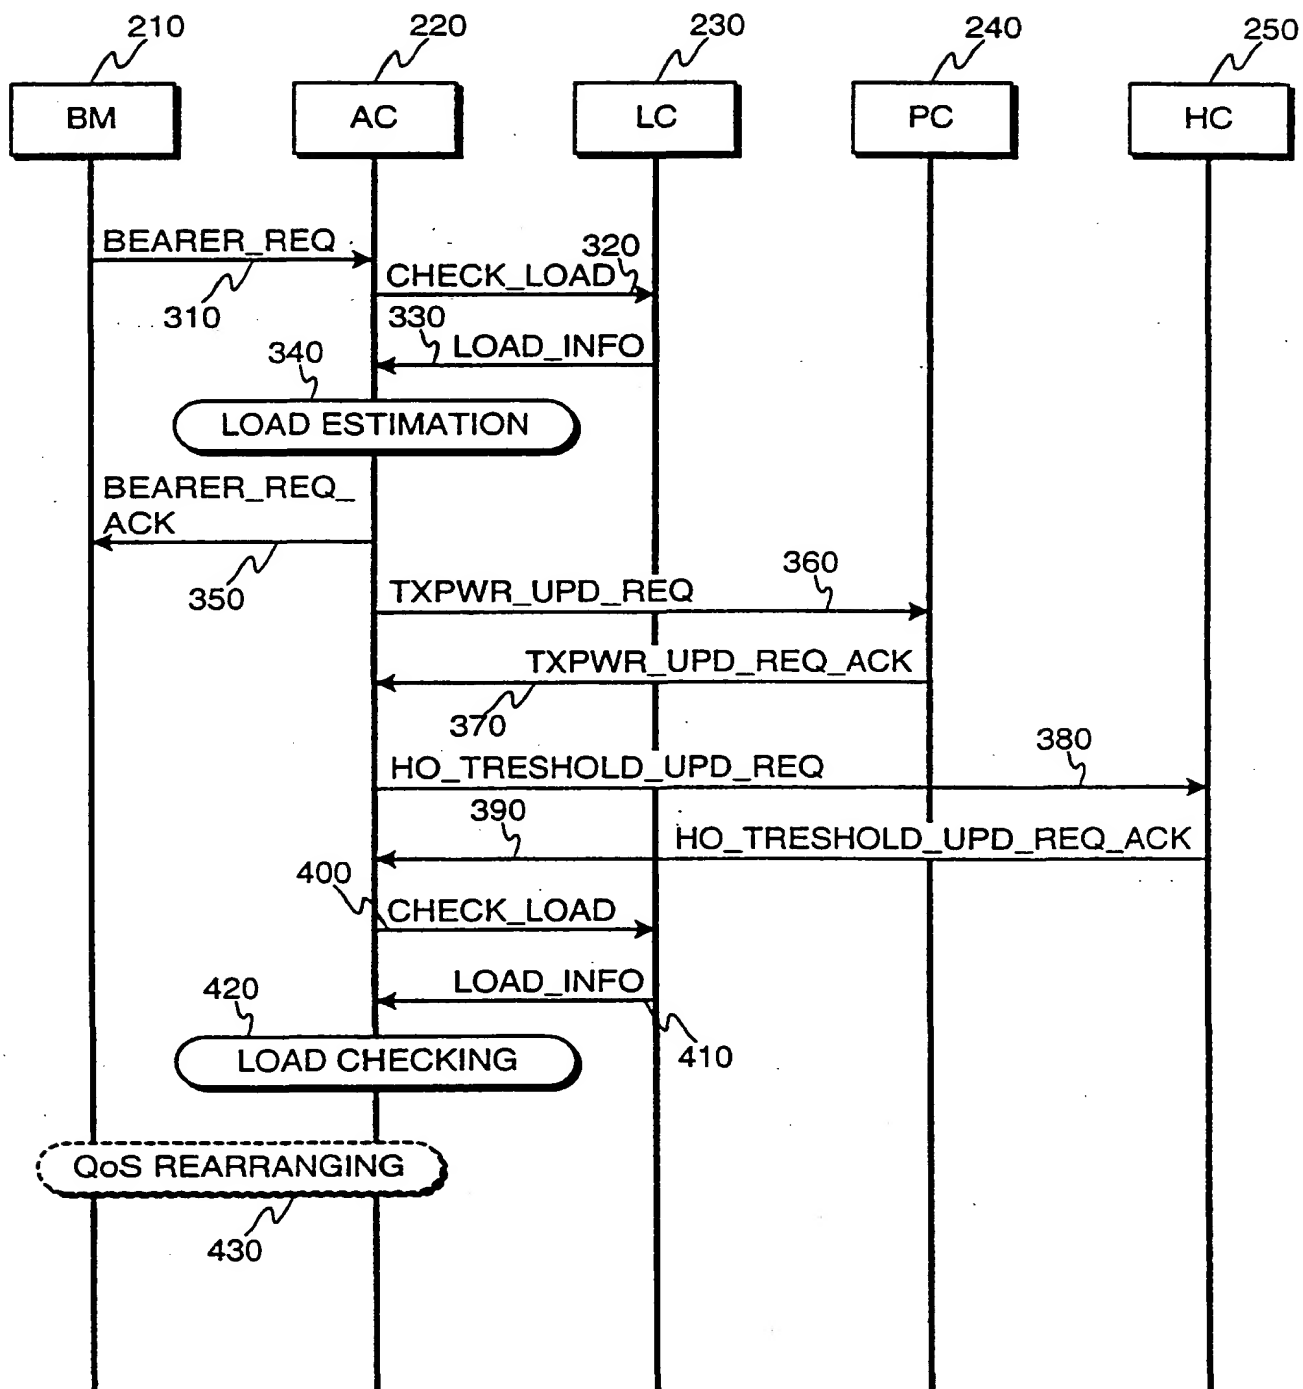 210
220
230
240
250
BM
AC
LC
PC
HC
BEARER_REQ
310
320
CHECK_LOAD
330
LOAD_INFO
340
LOAD ESTIMATION
BEARER_REQ_
ACK
350
360
TXPWR_UPD_REQ
TXPWR_UPD_REQ_ACK
370
380
HO_TRESHOLD_UPD_REQ
390
HO_TRESHOLD_UPD_REQ_ACK
400
CHECK_LOAD
LOAD_INFO
410
420
LOAD CHECKING
QoS REARRANGING
430